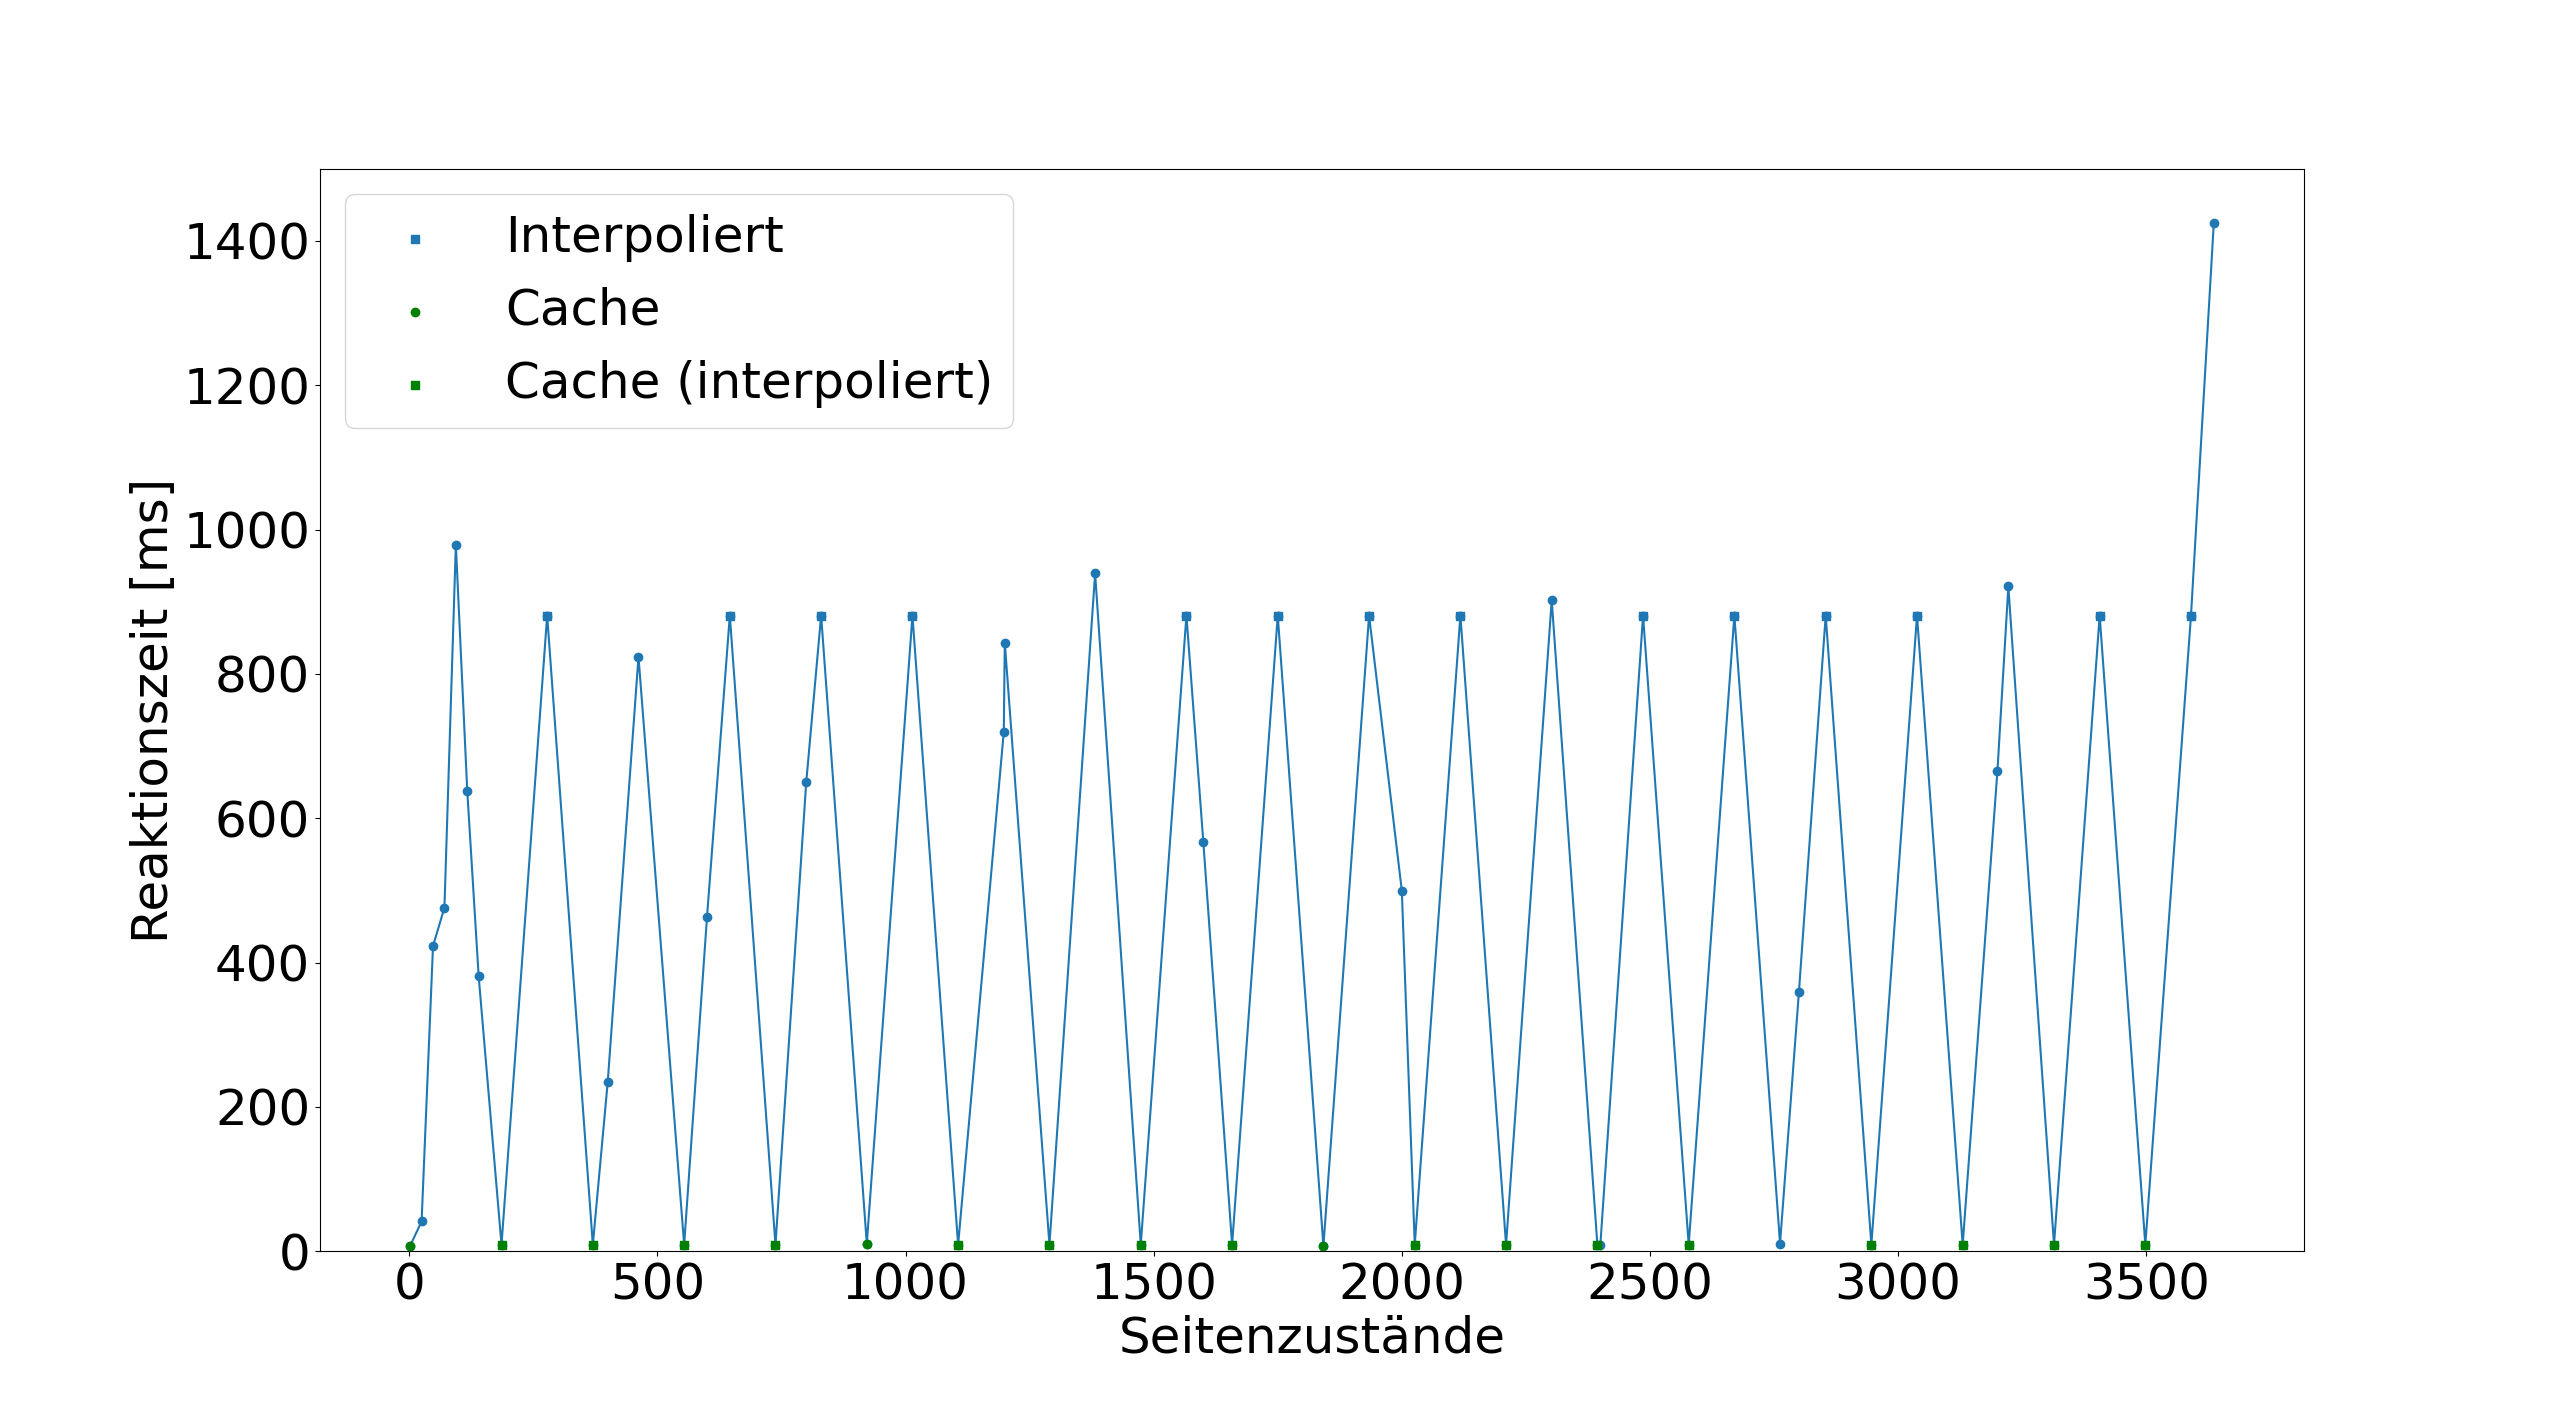 Interpoliert
Cache
Cache (interpoliert)
Reaktionszeit [ms]
1400
1200
1000
800
600
400
200
0
0 500 1000 1500 2000 2500 3000 3500
Seitenzustände